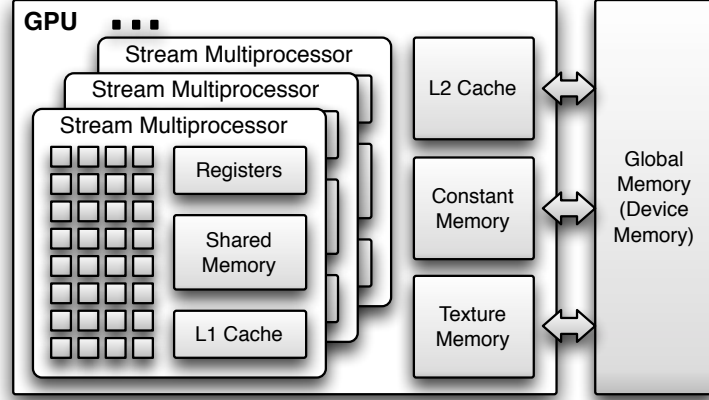 GPU
Stream Multiprocessor
Stream Multiprocessor
Stream Multiprocessor
Registers
Shared
Memory
L1 Cache
L2 Cache
Constant
Memory
Texture
Memory
Global
Memory
(Device
Memory)